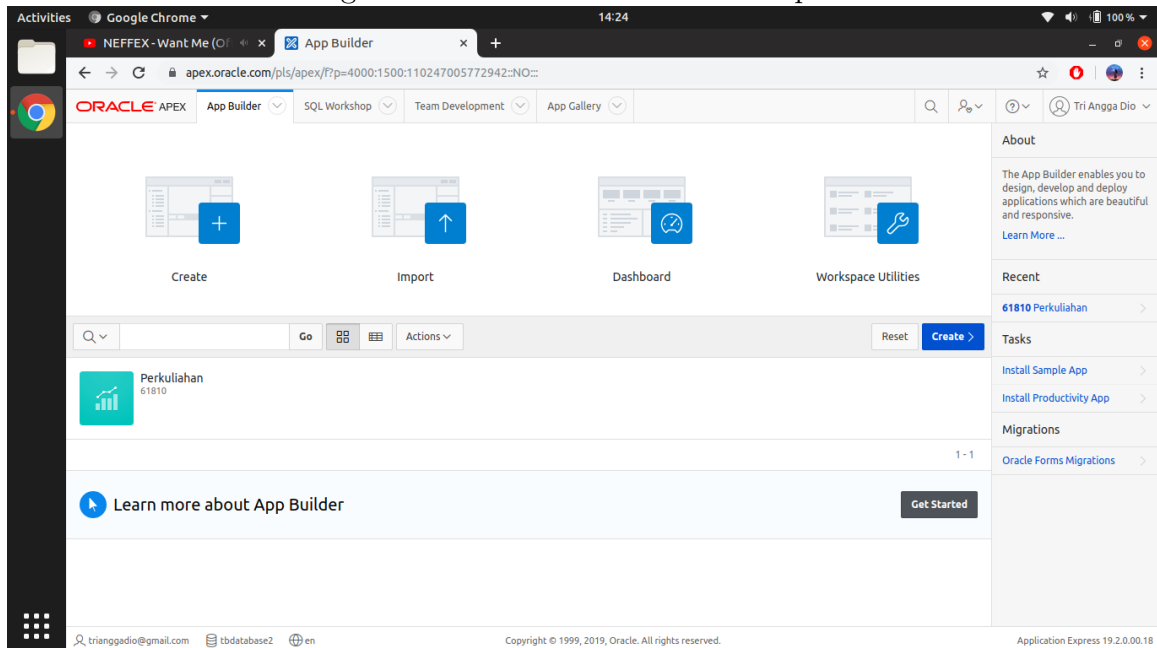 Activities Google Chrome 14:24 100 %
NEFFEX - Want Me (Of App Builder
apex.oracle.com/pls/apex/f?p=4000:1500:110247005772942::NO:::
ORACLE APEX App Builder SQL Workshop Team Development App Gallery Tri Angga Dio
Create Import Dashboard Workspace Utilities
Go Actions Reset Create >
Perkuliahan
61810
1 - 1
Learn more about App Builder Get Started
About
The App Builder enables you to
design, develop and deploy
applications which are beautiful
and responsive.
Learn More ...
Recent
61810 Perkuliahan
Tasks
Install Sample App
Install Productivity App
Migrations
Oracle Forms Migrations
trianggadio@gmail.com tbdatabase2 en Copyright © 1999, 2019, Oracle. All rights reserved. Application Express 19.2.0.00.18